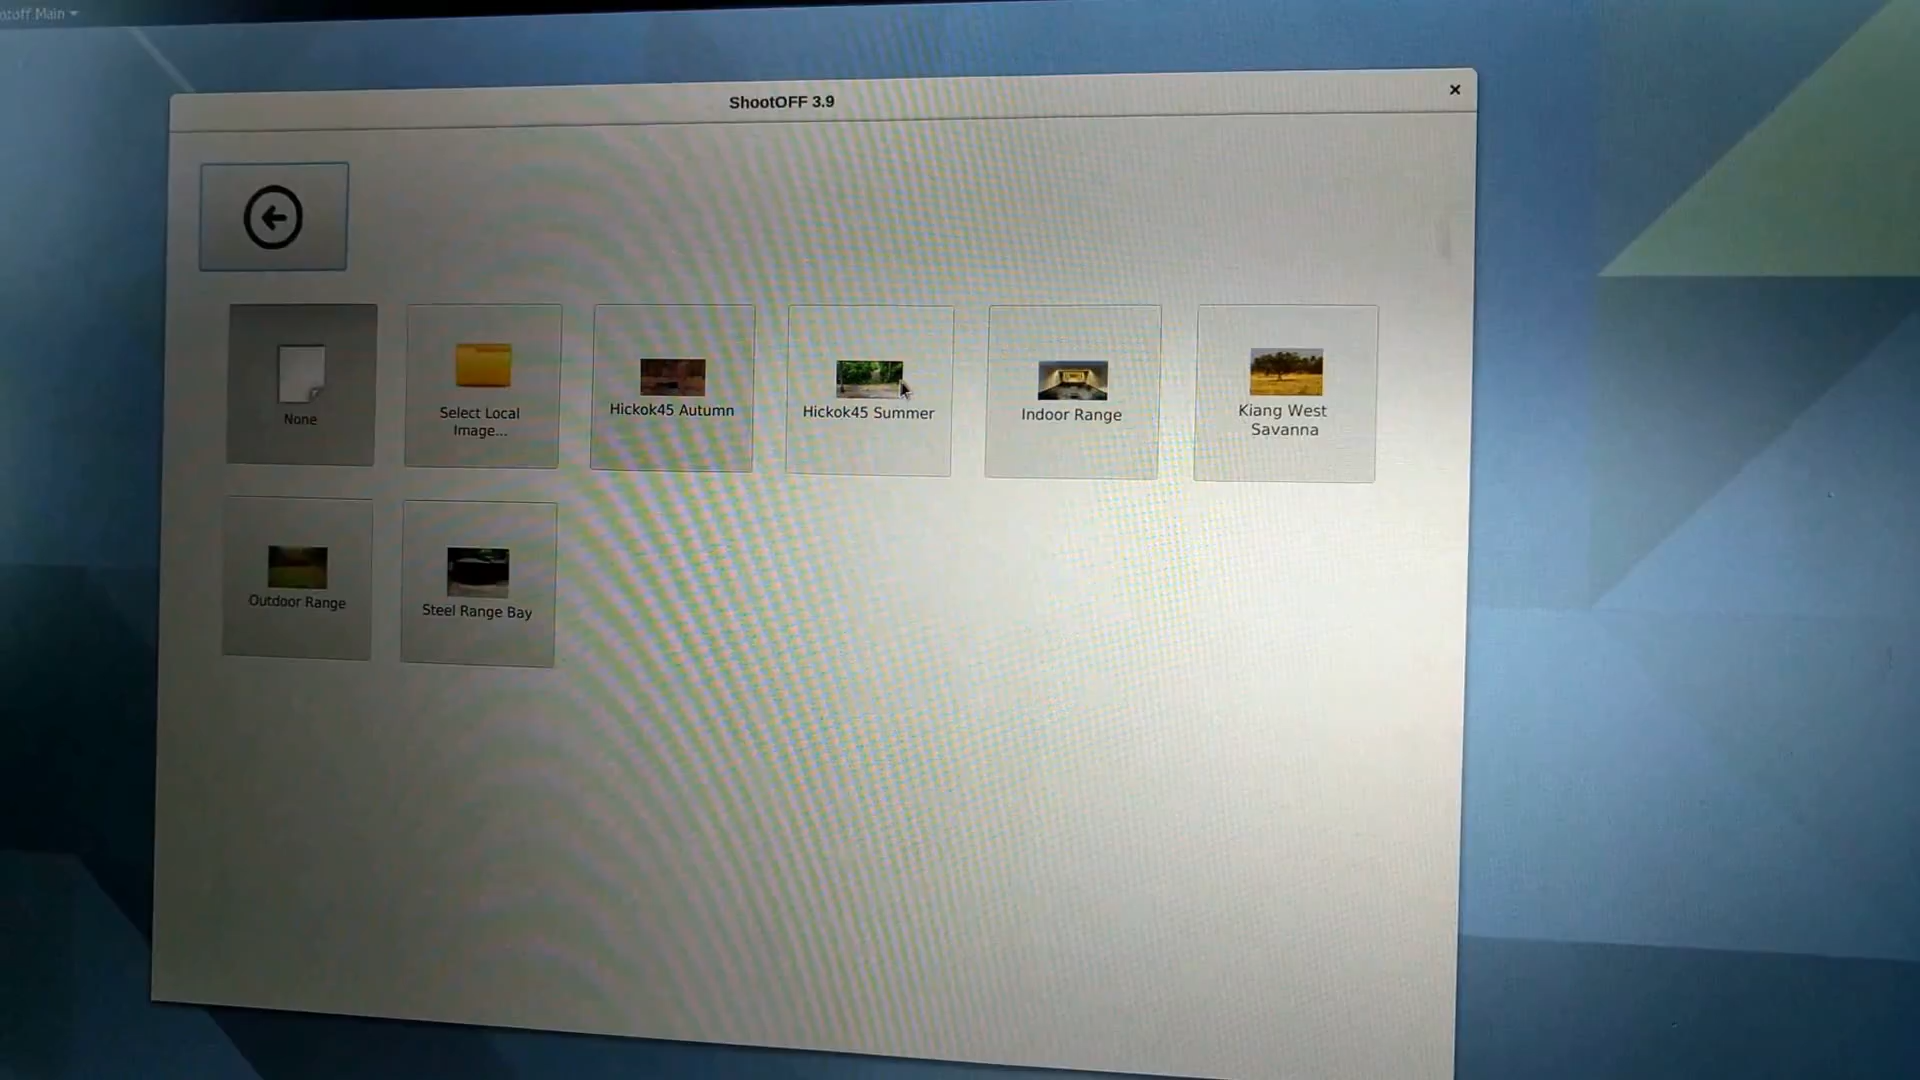 ShootOFF 3.9
None
Select Local
Image...
Hickok45 Autumn
Hickok45 Summer
Indoor Range
Kiang West
Savanna
Outdoor Range
Steel Range Bay